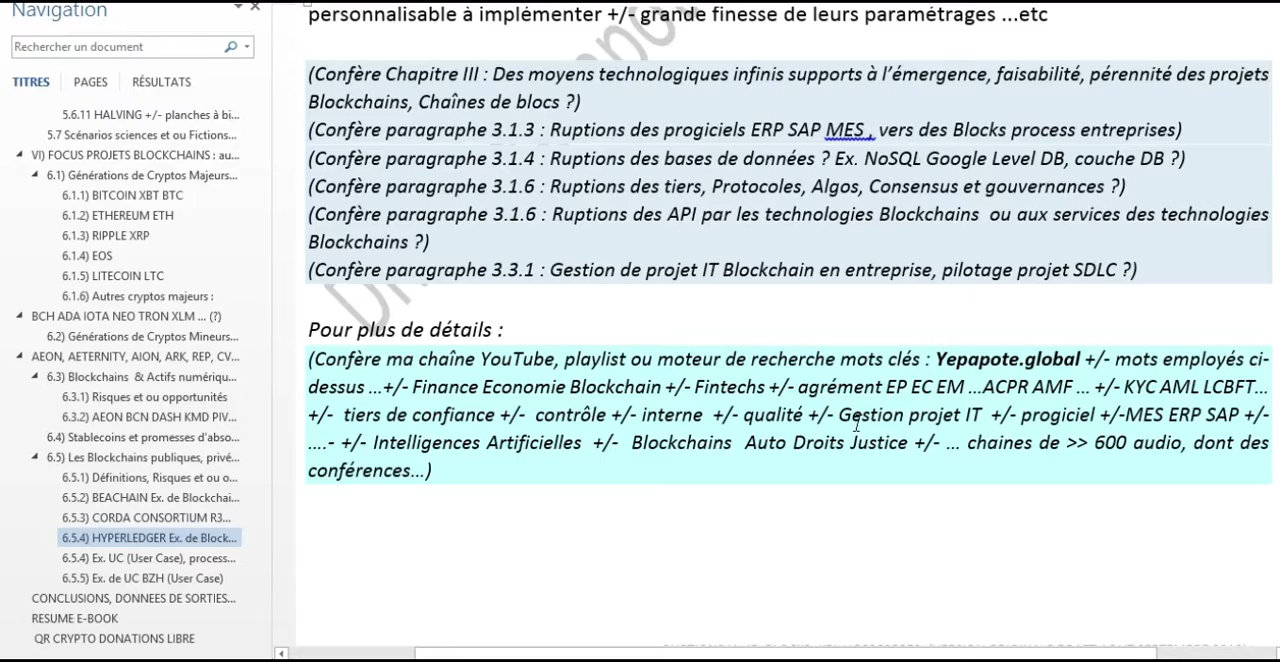 Navigation
Rechercher un document
TITRES PAGES RÉSULTATS
5.6.11 HALVING +/- planches à bi...
5.7 Scénarios sciences et ou Fictions...
VI) FOCUS PROJETS BLOCKCHAINS : au...
6.1) Générations de Cryptos Majeurs...
6.1.1) BITCOIN XBT BTC
6.1.2) ETHEREUM ETH
6.1.3) RIPPLE XRP
6.1.4) EOS
6.1.5) LITECOIN LTC
6.1.6) Autres cryptos majeurs :
BCH ADA IOTA NEO TRON XLM ... (?)
6.2) Générations de Cryptos Mineurs...
AEON, AETERNITY, AION, ARK, REP, CV...
6.3) Blockchains & Actifs numériqu...
6.3.1) Risques et ou opportunités
6.3.2) AEON BCN DASH KMD PIV...
6.4) Stablecoins et promesses d'abso...
6.5) Les Blockchains publiques, privé...
6.5.1) Définitions, Risques et ou o...
6.5.2) BEACHAIN Ex. de Blockchai...
6.5.3) CORDA CONSORTIUM R3...
6.5.4) HYPERLEDGER Ex. de Block...
6.5.4) Ex. UC (User Case), process...
6.5.5) Ex. de UC BZH (User Case)
CONCLUSIONS, DONNEES DE SORTIES...
RESUME E-BOOK
QR CRYPTO DONATIONS LIBRE
personnalisable à implémenter +/- grande finesse de leurs paramétrages ...etc
(Confère Chapitre III : Des moyens technologiques infinis supports à l'émergence, faisabilité, pérennité des projets
Blockchains, Chaînes de blocs ?)
(Confère paragraphe 3.1.3 : Ruptions des progiciels ERP SAP MES , vers des Blocks process entreprises)
(Confère paragraphe 3.1.4 : Ruptions des bases de données ? Ex. NoSQL Google Level DB, couche DB ?)
(Confère paragraphe 3.1.6 : Ruptions des tiers, Protocoles, Algos, Consensus et gouvernances ?)
(Confère paragraphe 3.1.6 : Ruptions des API par les technologies Blockchains ou aux services des technologies
Blockchains ?)
(Confère paragraphe 3.3.1 : Gestion de projet IT Blockchain en entreprise, pilotage projet SDLC ?)
Pour plus de détails :
(Confère ma chaîne YouTube, playlist ou moteur de recherche mots clés : Yepapote.global +/- mots employés ci-
dessus ...+/- Finance Economie Blockchain +/- Fintechs +/- agrément EP EC EM ...ACPR AMF ... +/- KYC AML LCBFT...
+/- tiers de confiance +/- contrôle +/- interne +/- qualité +/- Gestion projet IT +/- progiciel +/-MES ERP SAP +/-
....- +/- Intelligences Artificielles +/- Blockchains Auto Droits Justice +/- ... chaines de >> 600 audio, dont des
conférences...)